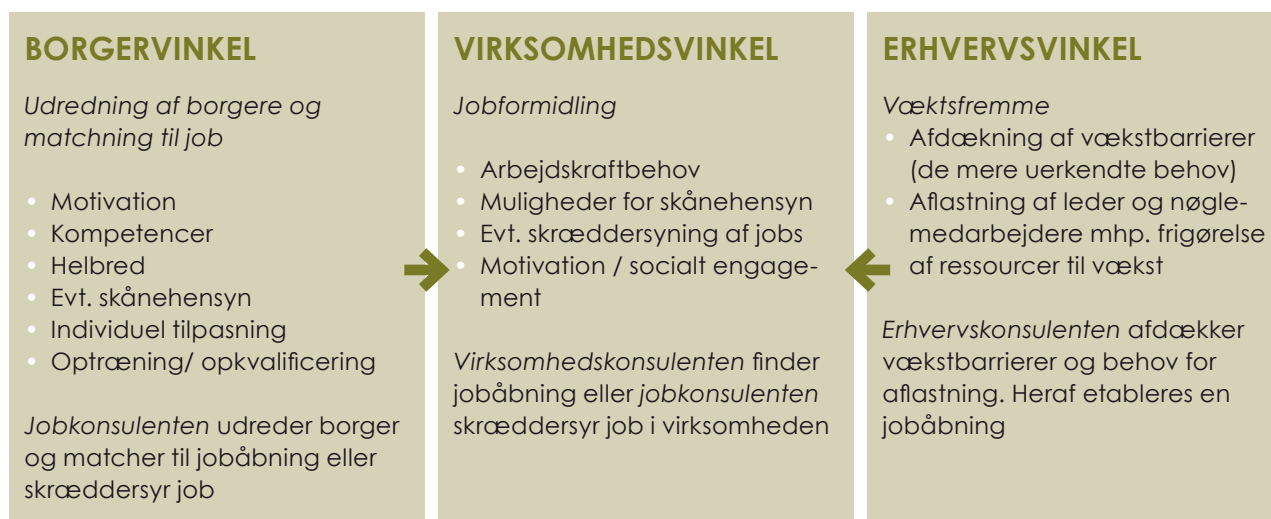 BORGERVINKEL
Udredning af borgere og
matchning til job
• Motivation
• Kompetencer
• Helbred
• Evt. skånehensyn
• Individuel tilpasning
• Optræning/ opkvalificering
Jobkonsulenten udreder borger
og matcher til jobåbning eller
skræddersyr job
VIRKSOMHEDSVINKEL
Jobformidling
• Arbejdskraftbehov
• Muligheder for skånehensyn
• Evt. skræddersyning af jobs
• Motivation / socialt engage-
ment
Virksomhedskonsulenten finder
jobåbning eller jobkonsulenten
skræddersyr job i virksomheden
ERHVERVSVINKEL
Væktsfremme
• Afdækning af vækstbarrierer
(de mere uerkendte behov)
• Aflastning af leder og nøgle-
medarbejdere mhp. frigørelse
af ressourcer til vækst
Erhvervskonsulenten afdækker
vækstbarrierer og behov for
aflastning. Heraf etableres en
jobåbning